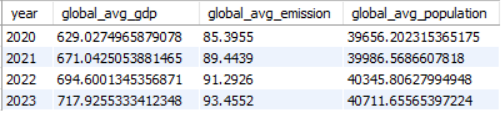 year global_avg_gdp global_avg_emission global_avg_population
2020 629.0274965879078 85.3955 39656.202315365175
2021 671.0425053881465 89.4439 39986.5686607818
2022 694.6001345356871 91.2926 40345.80627994948
2023 717.9255333412348 93.4552 40711.65565397224